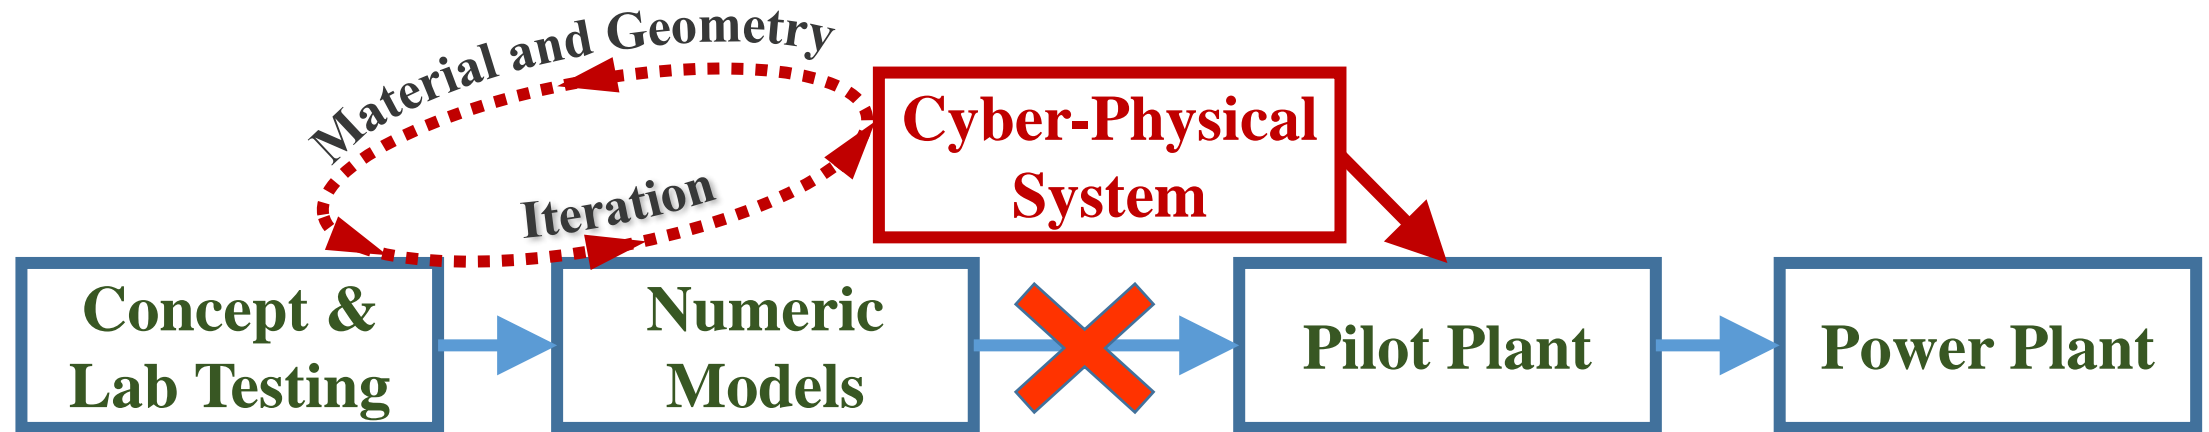 Material and Geometry
Iteration
Cyber-Physical
System
Concept &
Lab Testing
Numeric
Models
Pilot Plant
Power Plant